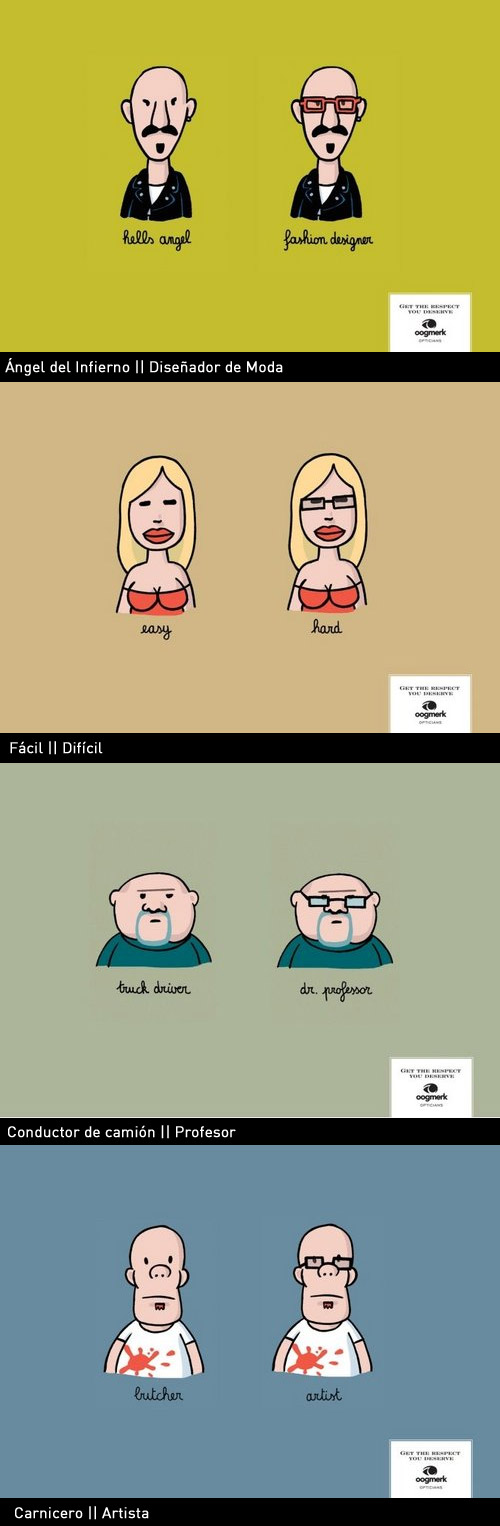 hells angel
fashion designer
GET THE RESPECT
YOU DESERVE
oogmerk
OPTICIANS
Ángel del Infierno || Diseñador de Moda
easy
hard
GET THE RESPECT
YOU DESERVE
oogmerk
OPTICIANS
Fácil || Difícil
truck driver
dr. professor
GET THE RESPECT
YOU DESERVE
oogmerk
OPTICIANS
Conductor de camión || Profesor
butcher
artist
GET THE RESPECT
YOU DESERVE
oogmerk
OPTICIANS
Carnicero || Artista